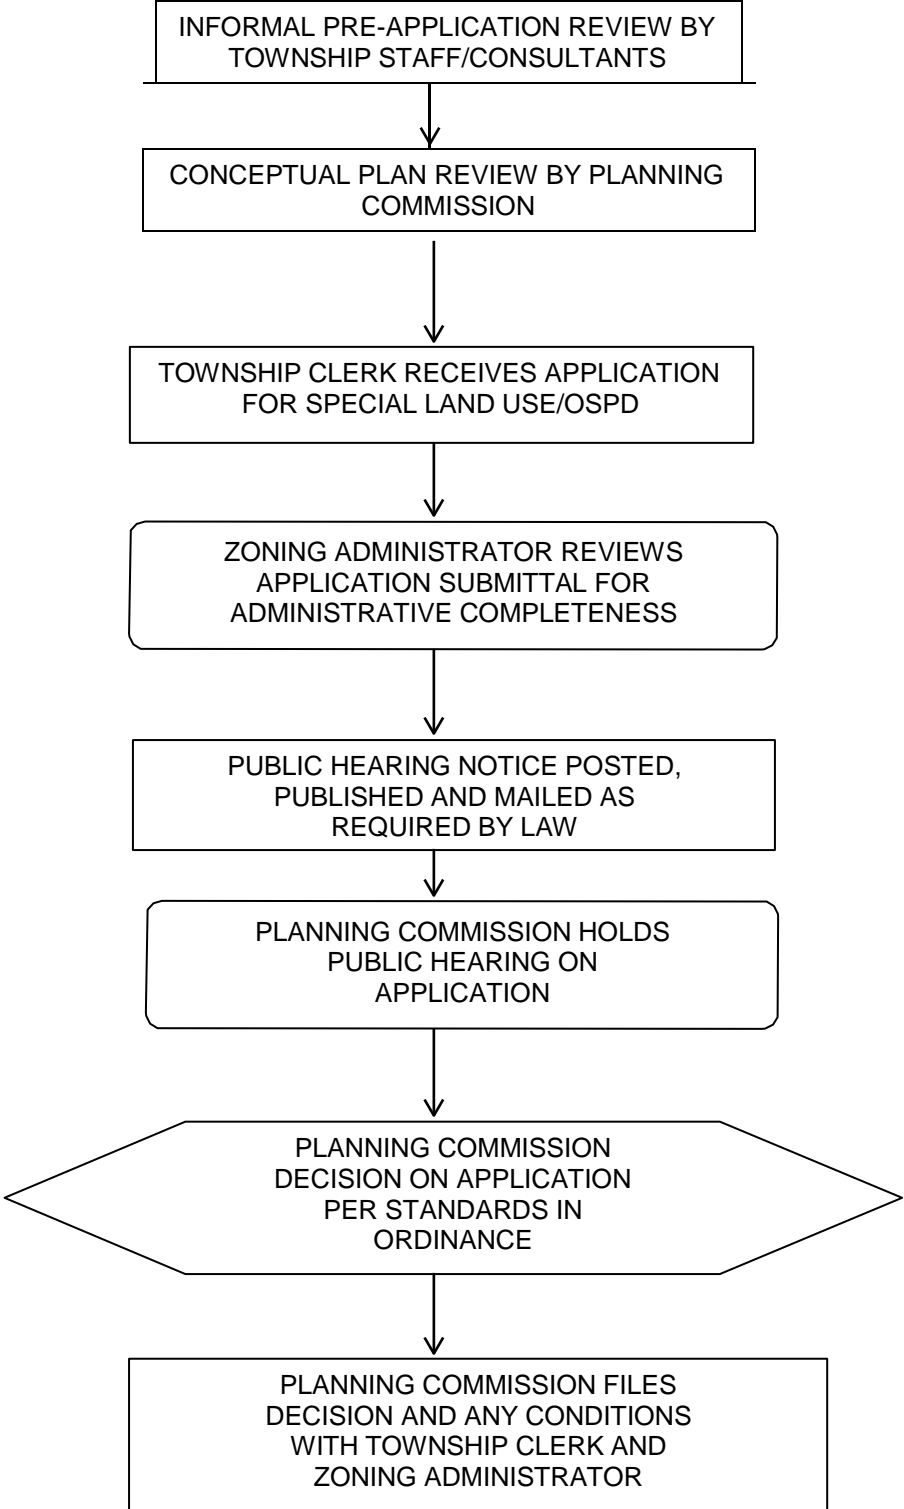 INFORMAL PRE-APPLICATION REVIEW BY
TOWNSHIP STAFF/CONSULTANTS
CONCEPTUAL PLAN REVIEW BY PLANNING
COMMISSION
TOWNSHIP CLERK RECEIVES APPLICATION
FOR SPECIAL LAND USE/OSPD
ZONING ADMINISTRATOR REVIEWS
APPLICATION SUBMITTAL FOR
ADMINISTRATIVE COMPLETENESS
PUBLIC HEARING NOTICE POSTED,
PUBLISHED AND MAILED AS
REQUIRED BY LAW
PLANNING COMMISSION HOLDS
PUBLIC HEARING ON
APPLICATION
PLANNING COMMISSION
DECISION ON APPLICATION
PER STANDARDS IN
ORDINANCE
PLANNING COMMISSION FILES
DECISION AND ANY CONDITIONS
WITH TOWNSHIP CLERK AND
ZONING ADMINISTRATOR